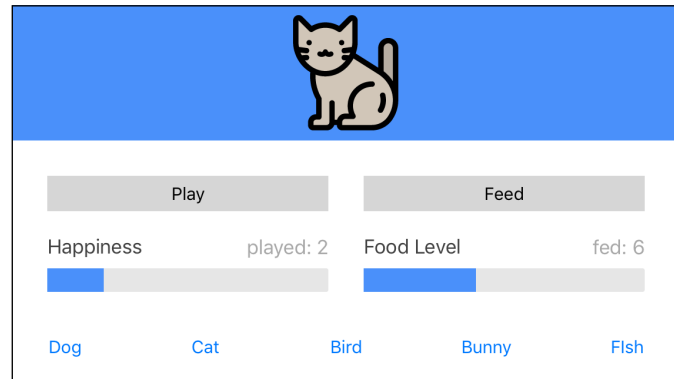 Play Feed
Happiness played: 2 Food Level fed: 6
Dog Cat Bird Bunny FIsh